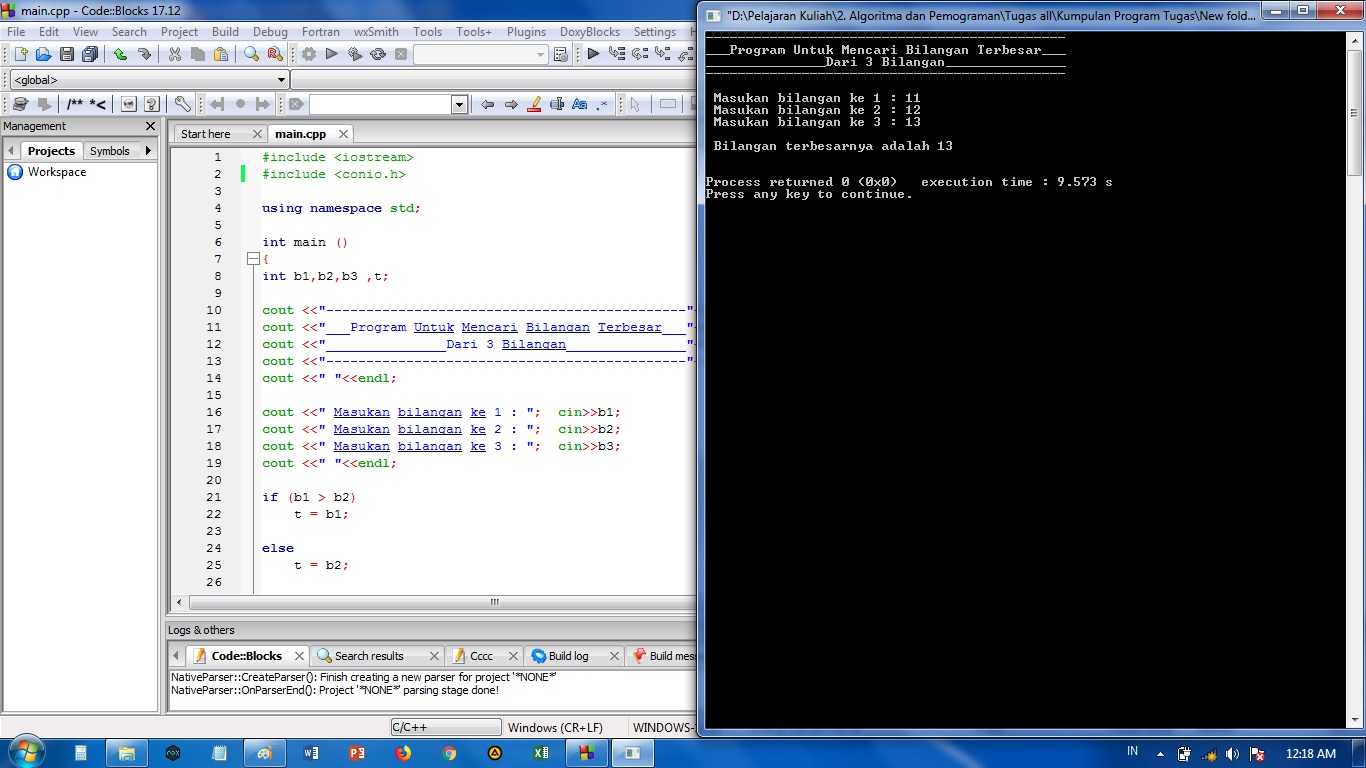 main.cpp - Code::Blocks 17.12
File Edit View Search Project Build Debug Fortran wxSmith Tools Tools+ Plugins DoxyBlocks Settings
<global>
/** *<
Management
Projects Symbols
Workspace
Start here main.cpp
1 #include <iostream>
2 #include <conio.h>
3
4 using namespace std;
5
6 int main ()
7 {
8 int b1,b2,b3 ,t;
9
10 cout <<"---------------------------------------------"
11 cout <<"___Program Untuk Mencari Bilangan Terbesar___"
12 cout <<"_______________Dari 3 Bilangan_______________"
13 cout <<"---------------------------------------------"
14 cout <<" "<<endl;
15
16 cout <<" Masukan bilangan ke 1 : ";  cin>>b1;
17 cout <<" Masukan bilangan ke 2 : ";  cin>>b2;
18 cout <<" Masukan bilangan ke 3 : ";  cin>>b3;
19 cout <<" "<<endl;
20
21 if (b1 > b2)
22     t = b1;
23
24 else
25     t = b2;
26
Logs & others
Code::Blocks Search results Cccc Build log Build mess
NativeParser::CreateParser(): Finish creating a new parser for project '*NONE*'
NativeParser::OnParserEnd(): Project '*NONE*' parsing stage done!
C/C++ Windows (CR+LF) WINDOWS-
"D:\Pelajaran Kuliah\2. Algoritma dan Pemograman\Tugas all\Kumpulan Program Tugas\New fold...
---------------------------------------------
___Program Untuk Mencari Bilangan Terbesar___
_______________Dari 3 Bilangan_______________
---------------------------------------------
Masukan bilangan ke 1 : 11
Masukan bilangan ke 2 : 12
Masukan bilangan ke 3 : 13
Bilangan terbesarnya adalah 13
Process returned 0 (0x0)   execution time : 9.573 s
Press any key to continue.
IN 12:18 AM